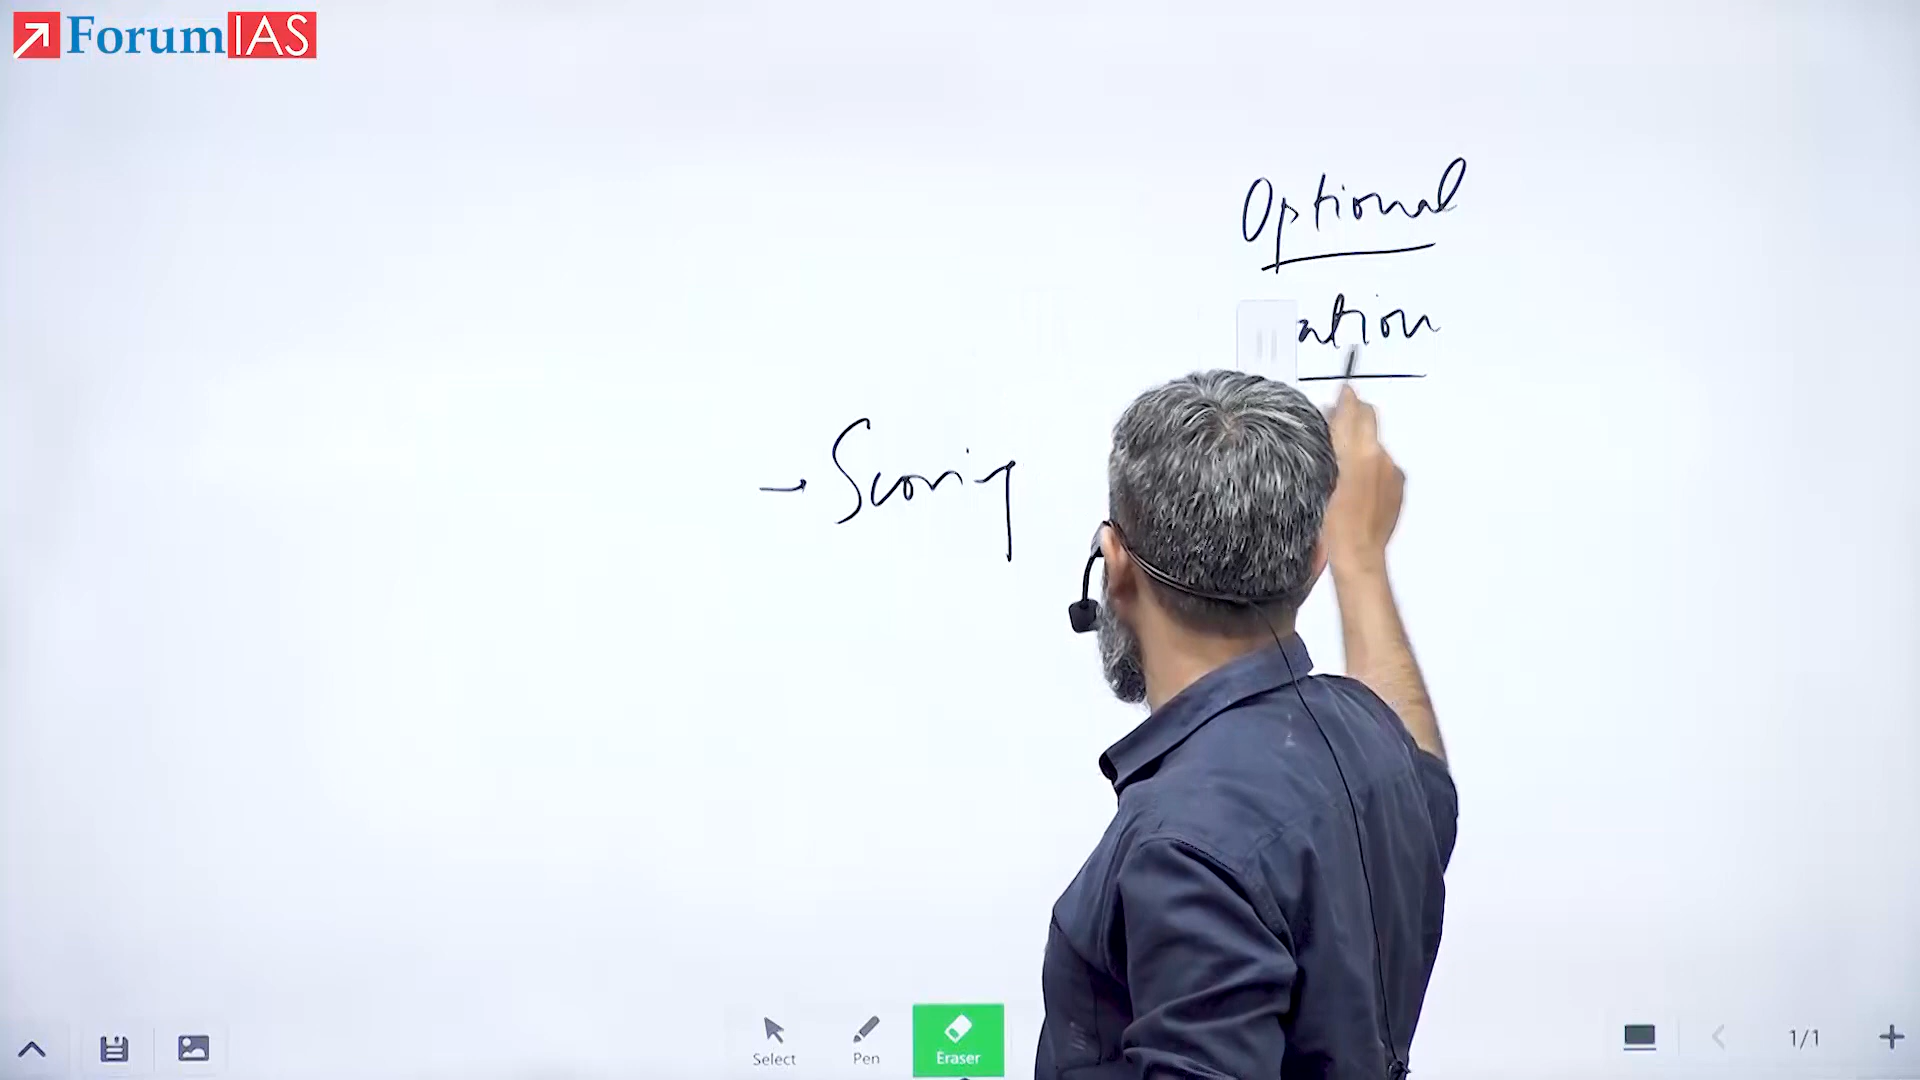 ForumIAS
Optional
ation
→ Scoring
Select
Pen
Eraser
1/1